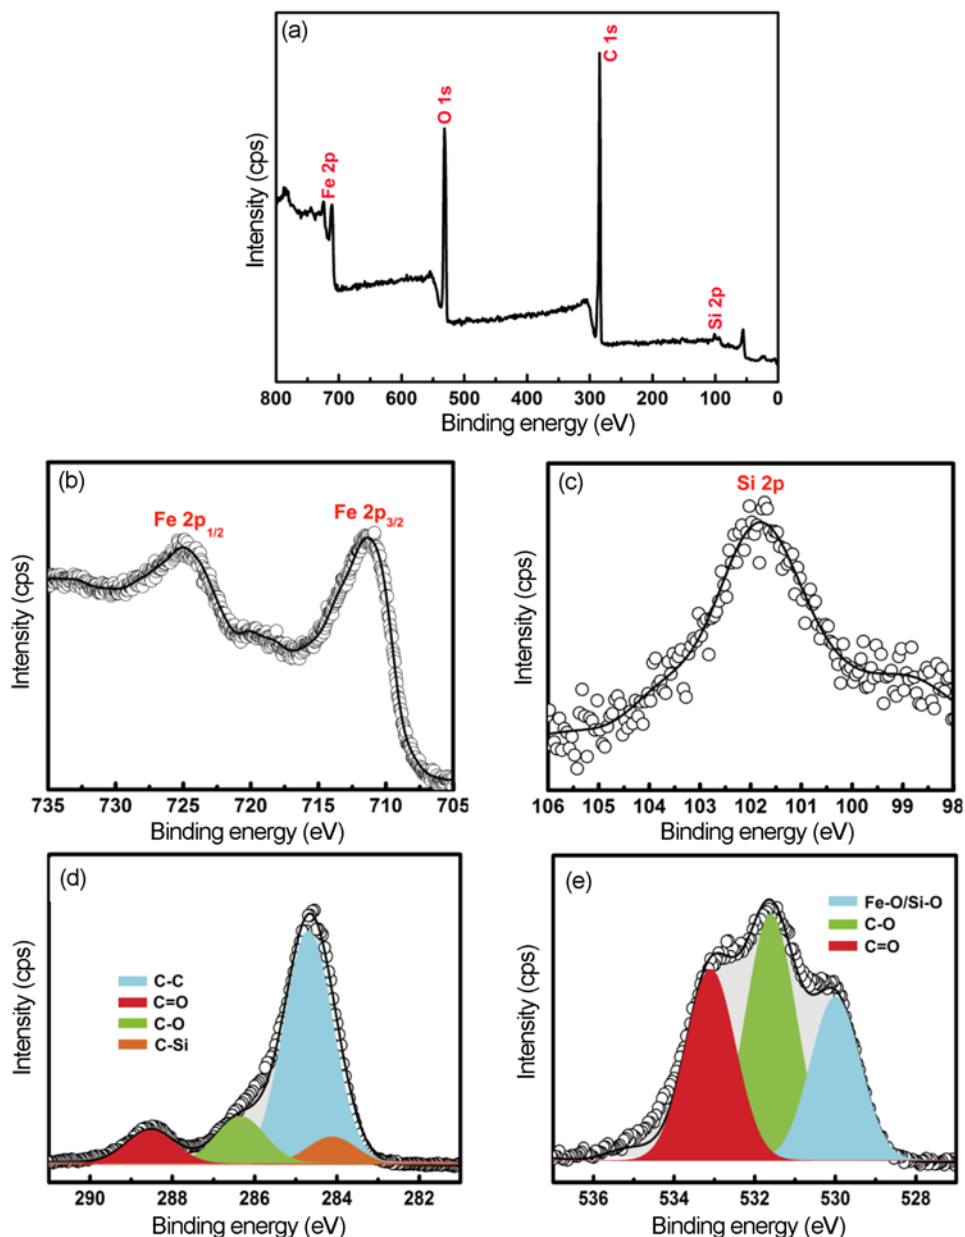 (a)
Fe 2p
O 1s
C 1s
Si 2p
Intensity (cps)
800 700 600 500 400 300 200 100 0
Binding energy (eV)
(b)
Fe 2p1/2
Fe 2p3/2
Intensity (cps)
735 730 725 720 715 710 705
Binding energy (eV)
(c)
Si 2p
Intensity (cps)
106 105 104 103 102 101 100 99 98
Binding energy (eV)
(d)
C-C
C=O
C-O
C-Si
Intensity (cps)
290 288 286 284 282
Binding energy (eV)
(e)
Fe-O/Si-O
C-O
C=O
Intensity (cps)
536 534 532 530 528
Binding energy (eV)